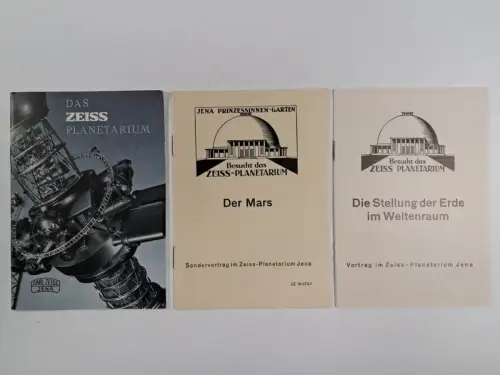 DAS
ZEISS
PLANETARIUM
CARL ZEISS
JENA
JENA PRINZESSINNEN-GARTEN
Besucht das
ZEISS-PLANETARIUM
Der Mars
Sondervortrag im Zeiss-Planetarium Jena
Besucht das
ZEISS-PLANETARIUM
Die Stellung der Erde
im Weltenraum
Vortrag im Zeiss-Planetarium Jena